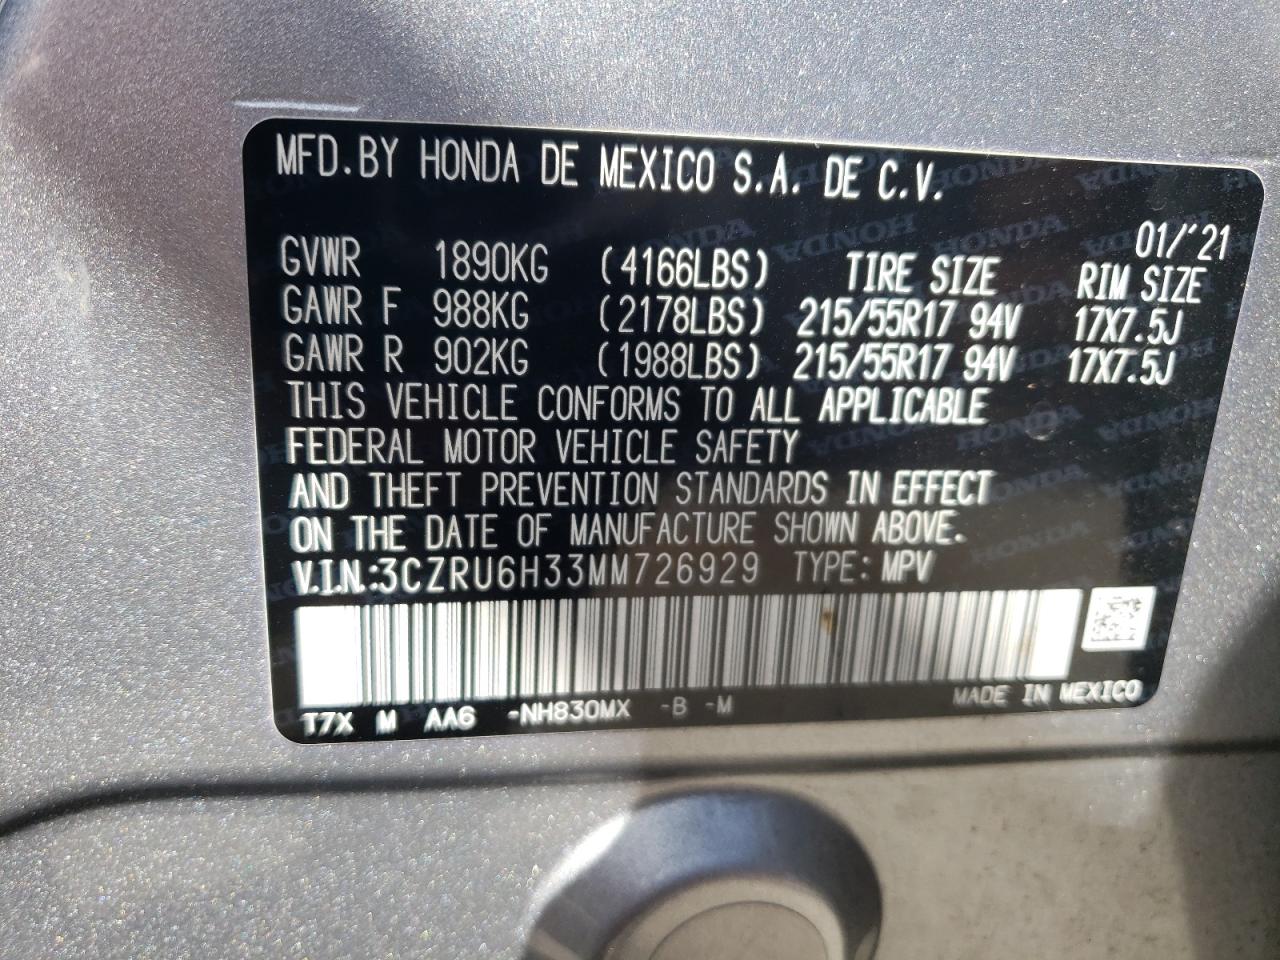 MFD.BY HONDA DE MEXICO S.A. DE C.V.
01/'21
GVWR 1890KG (4166LBS) TIRE SIZE RIM SIZE
GAWR F 988KG (2178LBS) 215/55R17 94V 17X7.5J
GAWR R 902KG (1988LBS) 215/55R17 94V 17X7.5J
THIS VEHICLE CONFORMS TO ALL APPLICABLE
FEDERAL MOTOR VEHICLE SAFETY
AND THEFT PREVENTION STANDARDS IN EFFECT
ON THE DATE OF MANUFACTURE SHOWN ABOVE.
V.I.N.:3CZRU6H33MM726929 TYPE: MPV
MADE IN MEXICO
T7X M AA6 -NH830MX -B -M